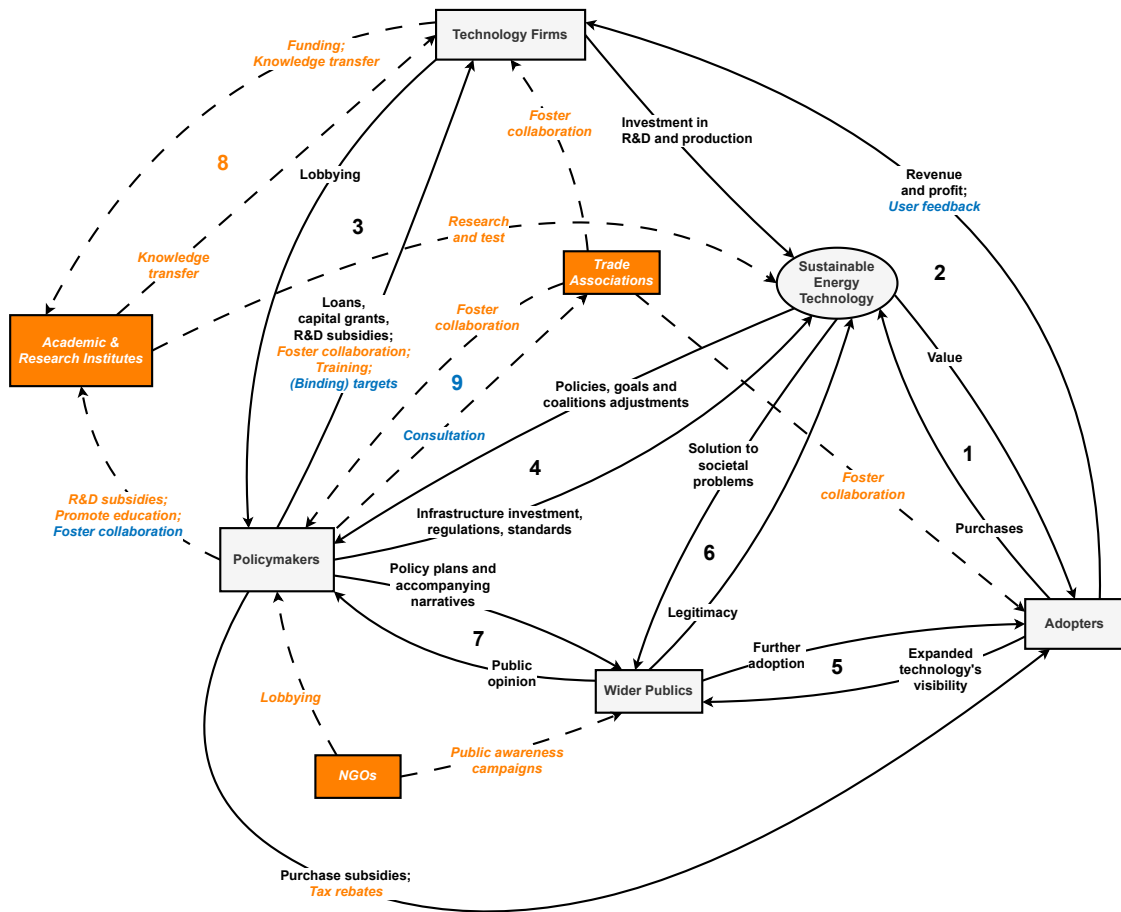 Technology Firms
Funding;
Knowledge transfer
Foster
collaboration
Investment in
R&D and production
8
Lobbying
Revenue
and profit;
User feedback
3
Research
and test
Knowledge
transfer
Trade
Associations
Sustainable
Energy
Technology
2
Loans,
capital grants,
R&D subsidies;
Foster collaboration;
Training;
(Binding) targets
Foster
collaboration
Academic &
Research Institutes
Value
9
Policies, goals and
coalitions adjustments
Consultation
1
Solution to
societal
problems
4
Foster
collaboration
R&D subsidies;
Promote education;
Foster collaboration
Infrastructure investment,
regulations, standards
Purchases
Policymakers
6
Policy plans and
accompanying
narratives
Legitimacy
Adopters
7
Public
opinion
Further
adoption
5
Expanded
technology's
visibility
Wider Publics
Lobbying
Public awareness
campaigns
NGOs
Purchase subsidies;
Tax rebates